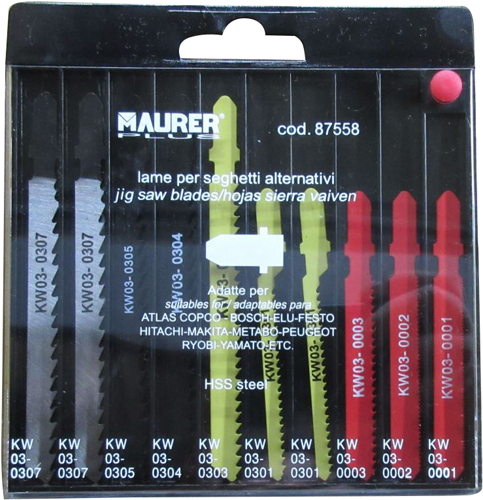 MAURER
PLUS
cod. 87558
lame per seghetti alternativi
jig saw blades/hojas sierra vaiven
Adatte per
suitables for / adaptables para
ATLAS COPCO - BOSCH-ELU-FESTO
HITACHI-MAKITA-METABO-PEUGEOT
RYOBI-YAMATO-ETC.
HSS steel
KW03- 0307
KW03- 0307
KW03-0305
KW03- 0304
KW03-
KW03-
KW03- 0003
KW03- 0002
KW03- 0001
KW 03- 0307
KW 03- 0307
KW 03- 0305
KW 03- 0304
KW 03- 0303
KW 03- 0301
KW 03- 0301
KW 03- 0003
KW 03- 0002
KW 03- 0001